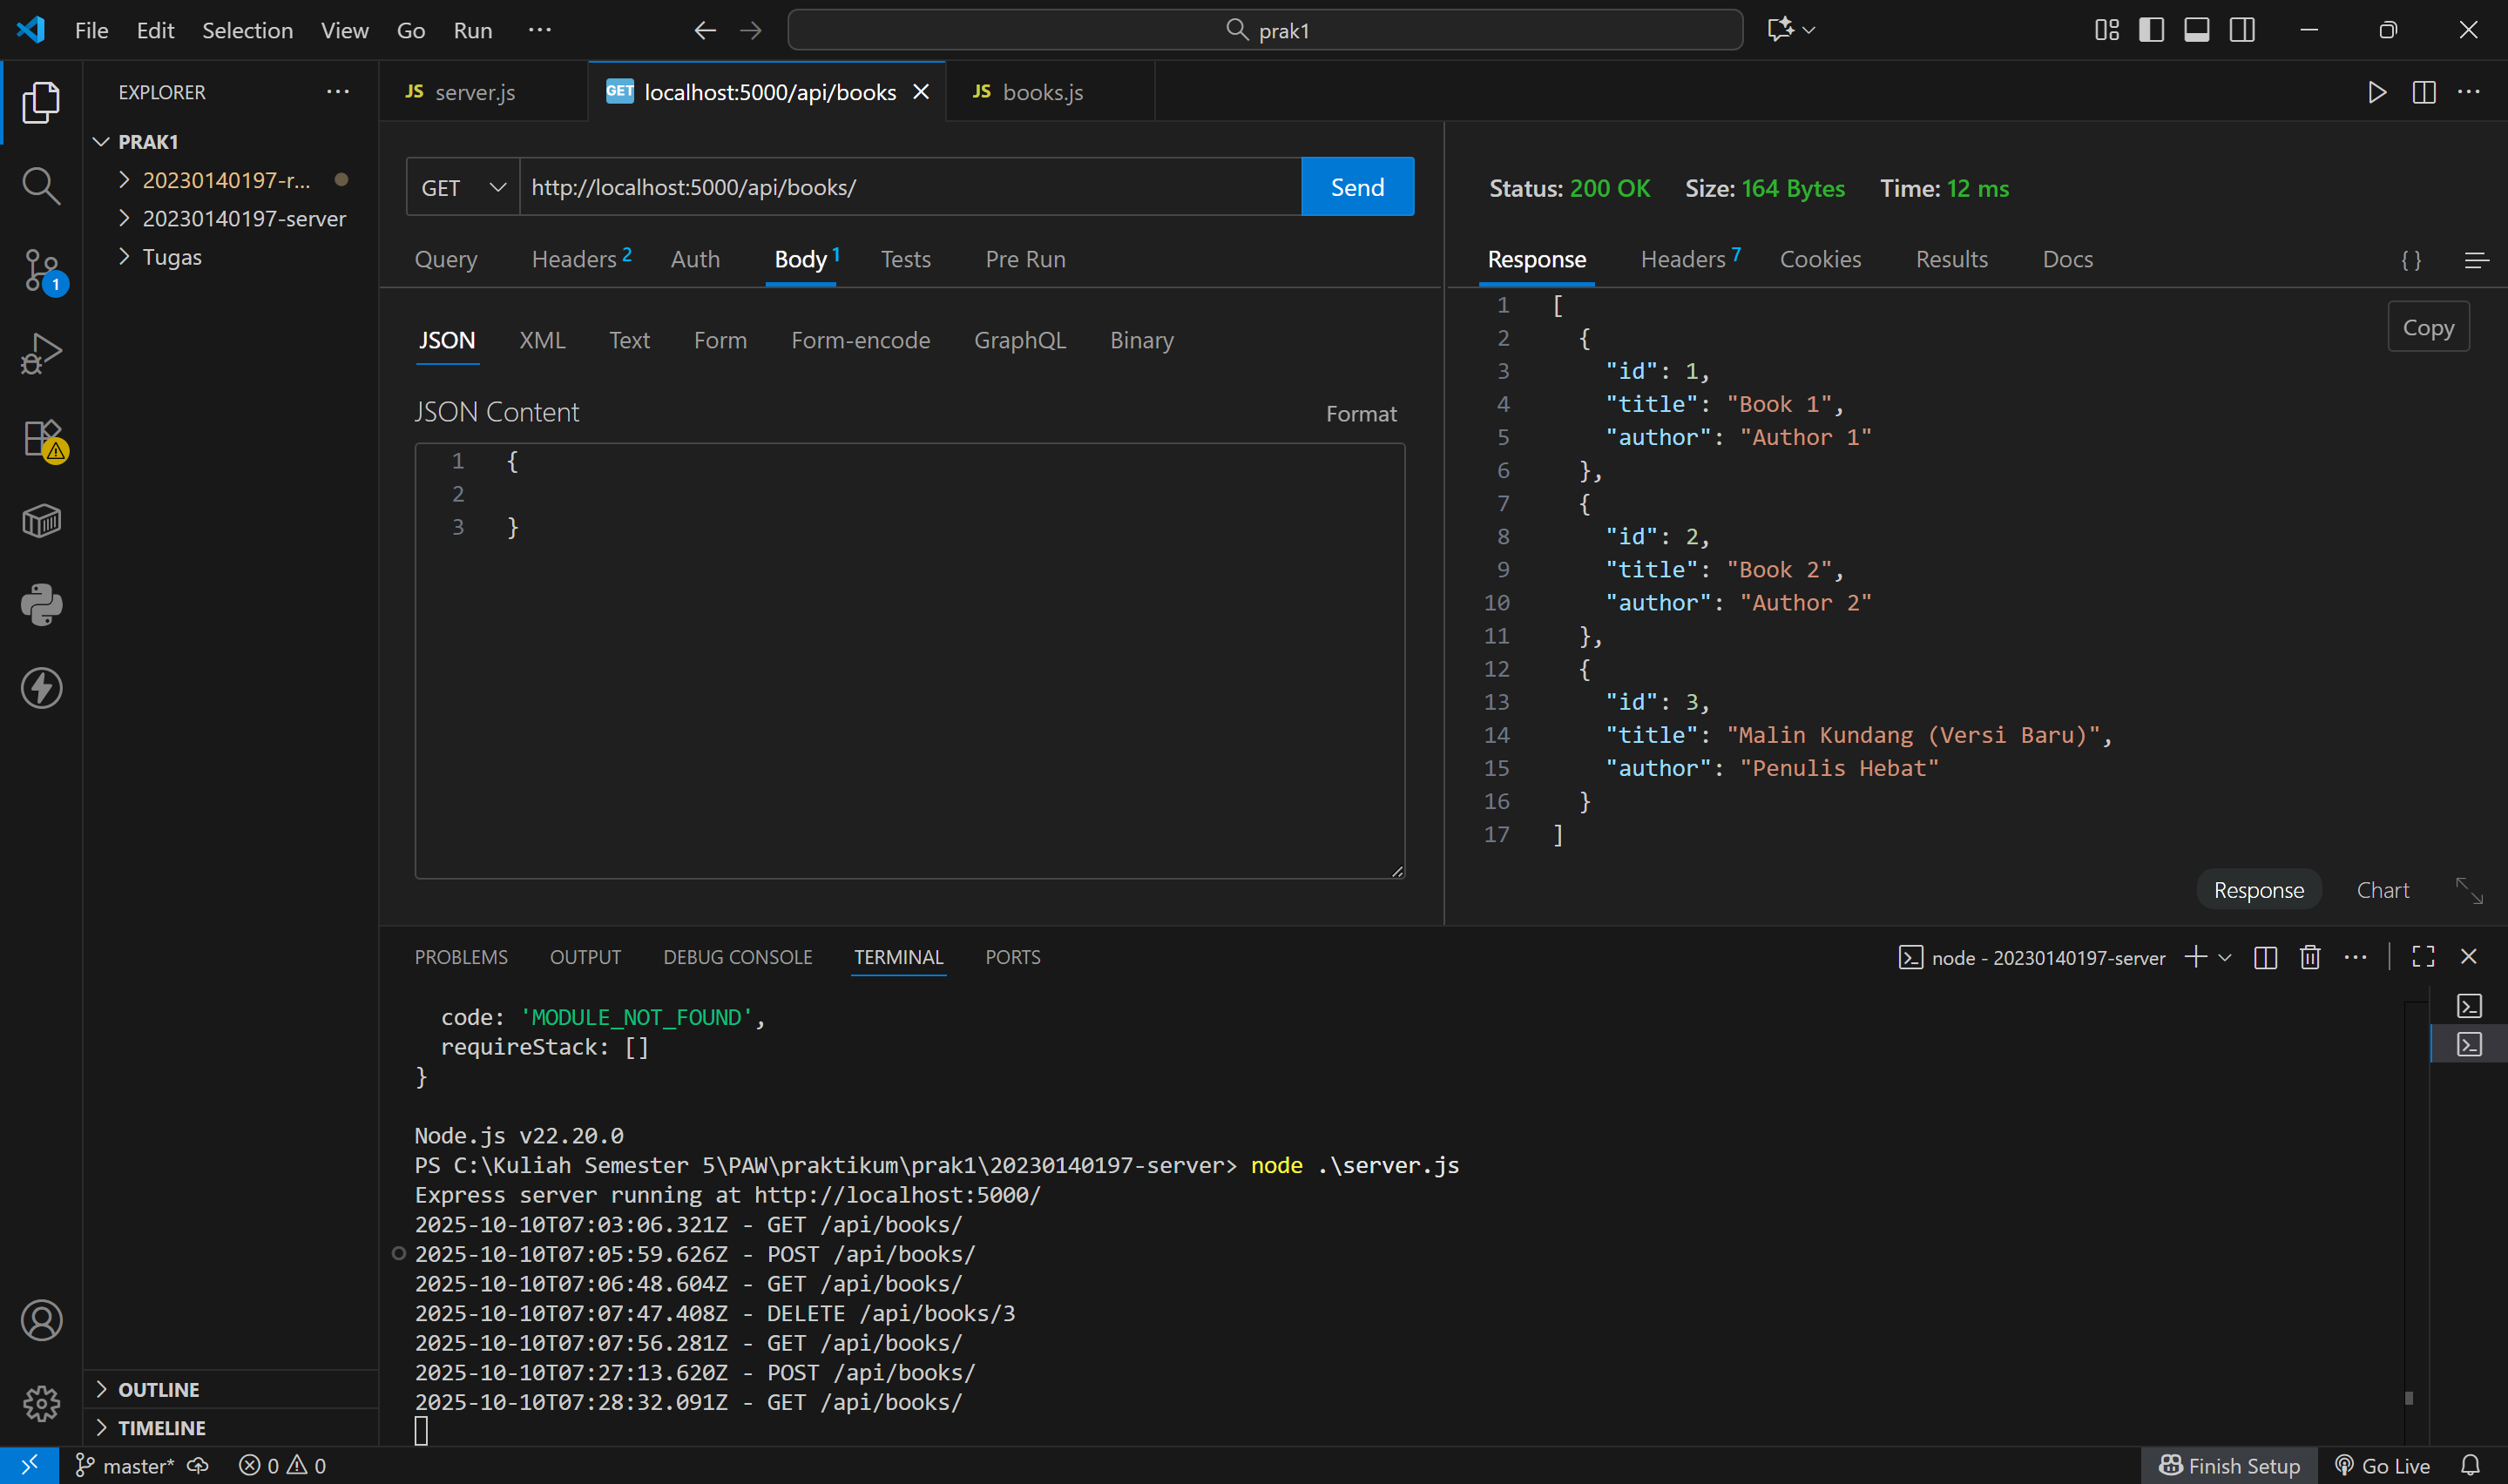 File Edit Selection View Go Run ··· prak1
EXPLORER ···
PRAK1
20230140197-r...
20230140197-server
Tugas
OUTLINE
TIMELINE
1
JS server.js
GET localhost:5000/api/books
JS books.js
GET http://localhost:5000/api/books/ Send
Query Headers 2 Auth Body 1 Tests Pre Run
JSON XML Text Form Form-encode GraphQL Binary
JSON Content Format
1 {
2
3 }
Status: 200 OK Size: 164 Bytes Time: 12 ms
Response Headers 7 Cookies Results Docs { }
Copy
1 [
2 {
3 "id": 1,
4 "title": "Book 1",
5 "author": "Author 1"
6 },
7 {
8 "id": 2,
9 "title": "Book 2",
10 "author": "Author 2"
11 },
12 {
13 "id": 3,
14 "title": "Malin Kundang (Versi Baru)",
15 "author": "Penulis Hebat"
16 }
17 ]
Response Chart
PROBLEMS OUTPUT DEBUG CONSOLE TERMINAL PORTS node - 20230140197-server
code: 'MODULE_NOT_FOUND',
requireStack: []
}
Node.js v22.20.0
PS C:\Kuliah Semester 5\PAW\praktikum\prak1\20230140197-server> node .\server.js
Express server running at http://localhost:5000/
2025-10-10T07:03:06.321Z - GET /api/books/
2025-10-10T07:05:59.626Z - POST /api/books/
2025-10-10T07:06:48.604Z - GET /api/books/
2025-10-10T07:07:47.408Z - DELETE /api/books/3
2025-10-10T07:07:56.281Z - GET /api/books/
2025-10-10T07:27:13.620Z - POST /api/books/
2025-10-10T07:28:32.091Z - GET /api/books/
master* 0 0 Finish Setup Go Live